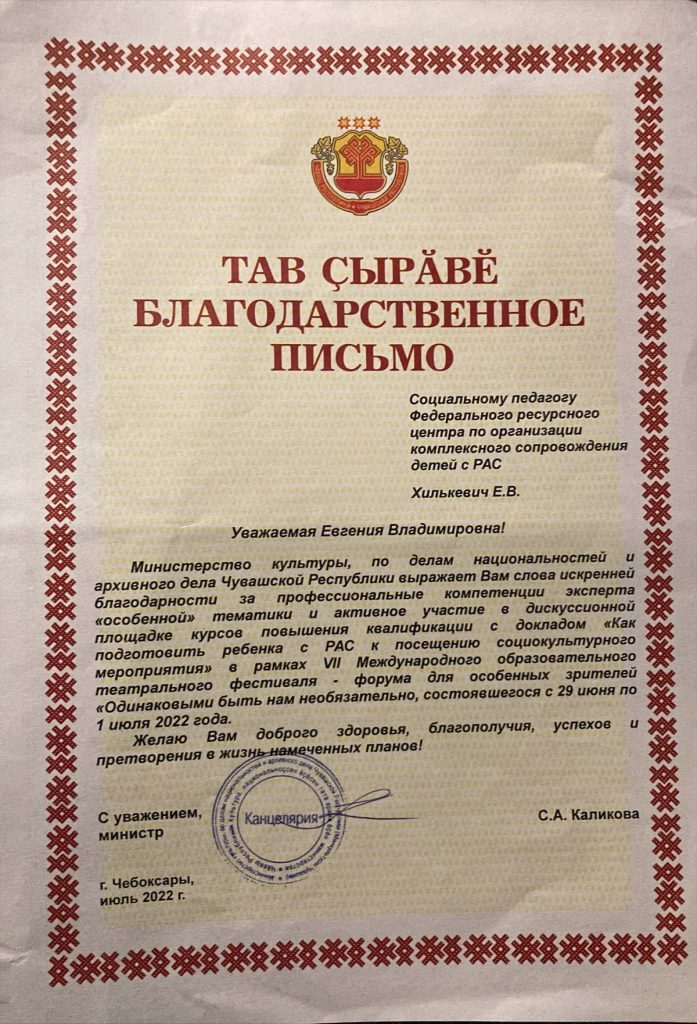 ТАВ ҪЫРӐВӖ
БЛАГОДАРСТВЕННОЕ
ПИСЬМО
Социальному педагогу
Федерального ресурсного
центра по организации
комплексного сопровождения
детей с РАС
Хилькевич Е.В.
Уважаемая Евгения Владимировна!
Министерство культуры, по делам национальностей и
архивного дела Чувашской Республики выражает Вам слова искренней
благодарности за профессиональные компетенции эксперта
«особенной» тематики и активное участие в дискуссионной
площадке курсов повышения квалификации с докладом «Как
подготовить ребенка с РАС к посещению социокультурного
мероприятия» в рамках VII Международного образовательного
театрального фестиваля - форума для особенных зрителей
«Одинаковыми быть нам необязательно, состоявшегося с 29 июня по
1 июля 2022 года.
Желаю Вам доброго здоровья, благополучия, успехов и
претворения в жизнь намеченных планов!
С уважением,
министр
Канцелярия
С.А. Каликова
г. Чебоксары,
июль 2022 г.